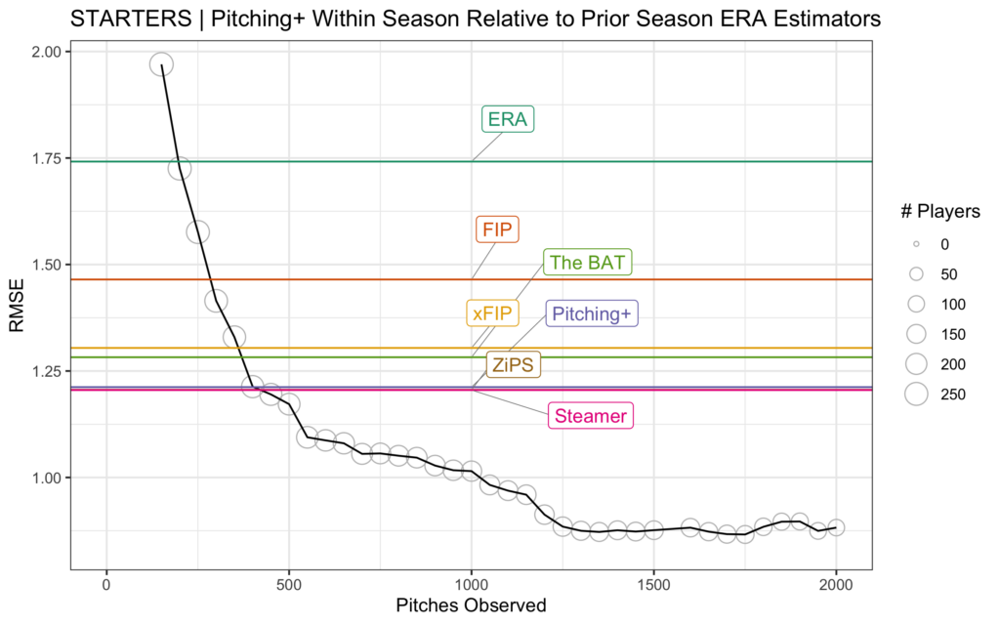 STARTERS | Pitching+ Within Season Relative to Prior Season ERA Estimators
2.00
1.75
1.50
1.25
1.00
RMSE
ERA
FIP
The BAT
xFIP
Pitching+
ZiPS
Steamer
0
500
1000
1500
2000
Pitches Observed
# Players
0
50
100
150
200
250